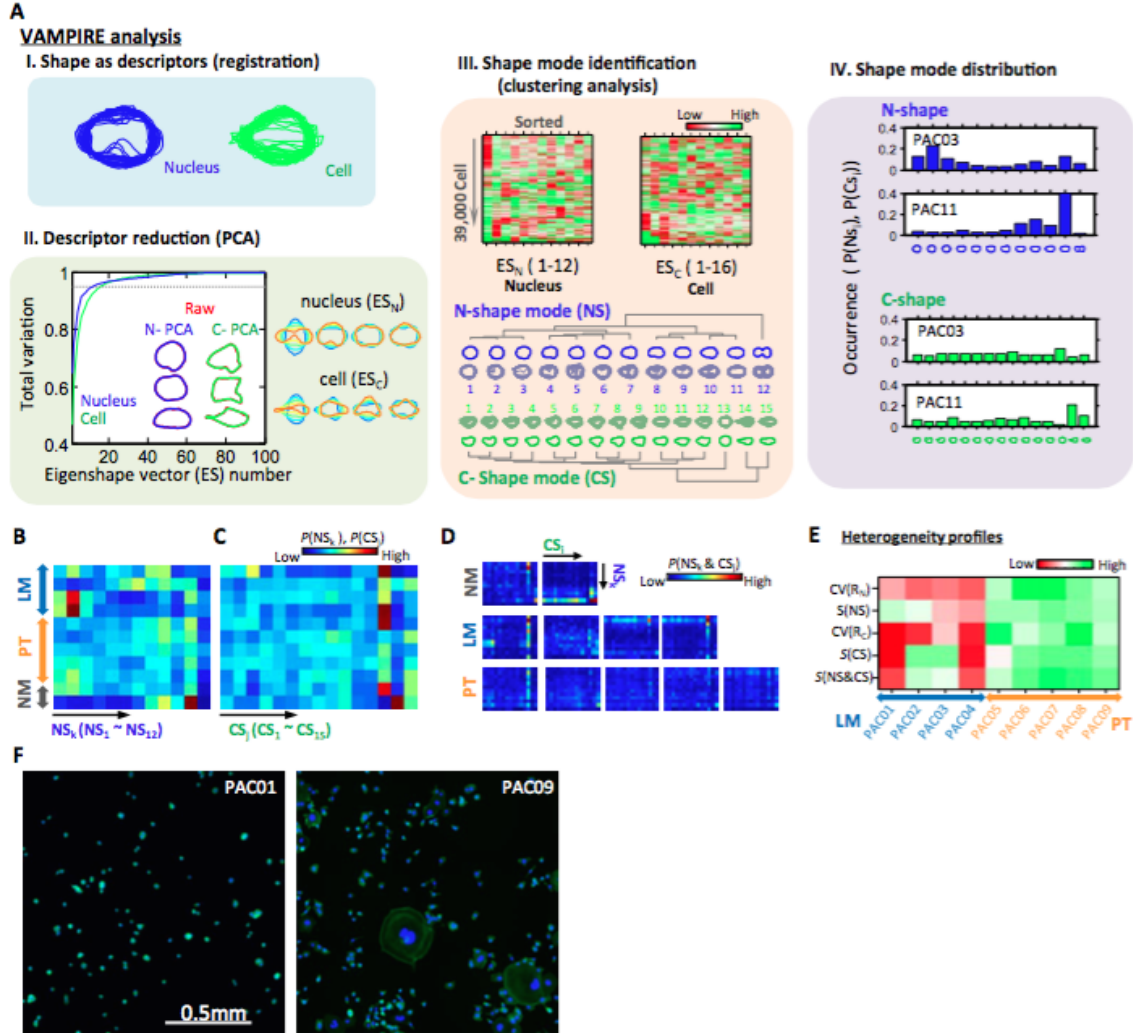 A
VAMPIRE analysis
I. Shape as descriptors (registration)
Nucleus
Cell
II. Descriptor reduction (PCA)
Total variation
1
0.8
0.6
0.4
Raw
N- PCA
C- PCA
Nucleus
Cell
20
40
60
80
100
Eigenshape vector (ES) number
nucleus (ES_N)
cell (ES_C)
III. Shape mode identification
(clustering analysis)
Low
High
Sorted
39,000 Cell
ES_N ( 1-12)
Nucleus
ES_C ( 1-16)
Cell
N-shape mode (NS)
1 2 3 4 5 6 7 8 9 10 11 12
1 2 3 4 5 6 7 8 9 10 11 12 13 14 15
C- Shape mode (CS)
IV. Shape mode distribution
Occurrence ( P(Ns_i), P(Cs_i))
N-shape
0.4
0.2
0
PAC03
0.4
0.2
0
PAC11
C-shape
0.4
0.2
0
PAC03
0.4
0.2
0
PAC11
B
P(NS_k), P(CS_j)
Low
High
LM
PT
NM
NS_k (NS_1 ~ NS_12)
C
CS_j (CS_1 ~ CS_15)
D
CS_j
NS_k
P(NS_k & CS_j)
Low
High
NM
LM
PT
E
Heterogeneity profiles
Low
High
CV(R_N)
S(NS)
CV(R_C)
S(CS)
S(NS&CS)
LM
PAC01
PAC02
PAC03
PAC04
PAC05
PAC06
PAC07
PAC08
PAC09
PT
F
PAC01
0.5mm
PAC09